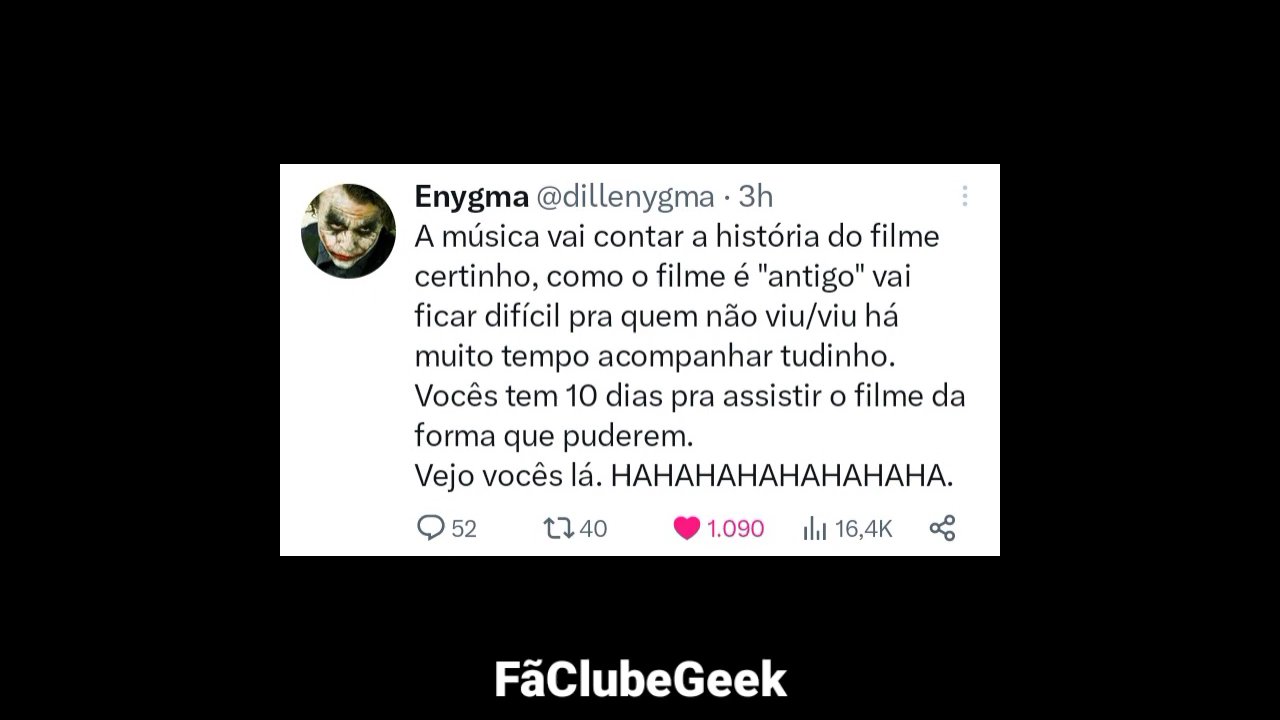 Enygma @dillenygma · 3h
A música vai contar a história do filme
certinho, como o filme é "antigo" vai
ficar difícil pra quem não viu/viu há
muito tempo acompanhar tudinho.
Vocês tem 10 dias pra assistir o filme da
forma que puderem.
Vejo vocês lá. HAHAHAHAHAHAHAHA.
52 40 1.090 16,4K
FãClubeGeek